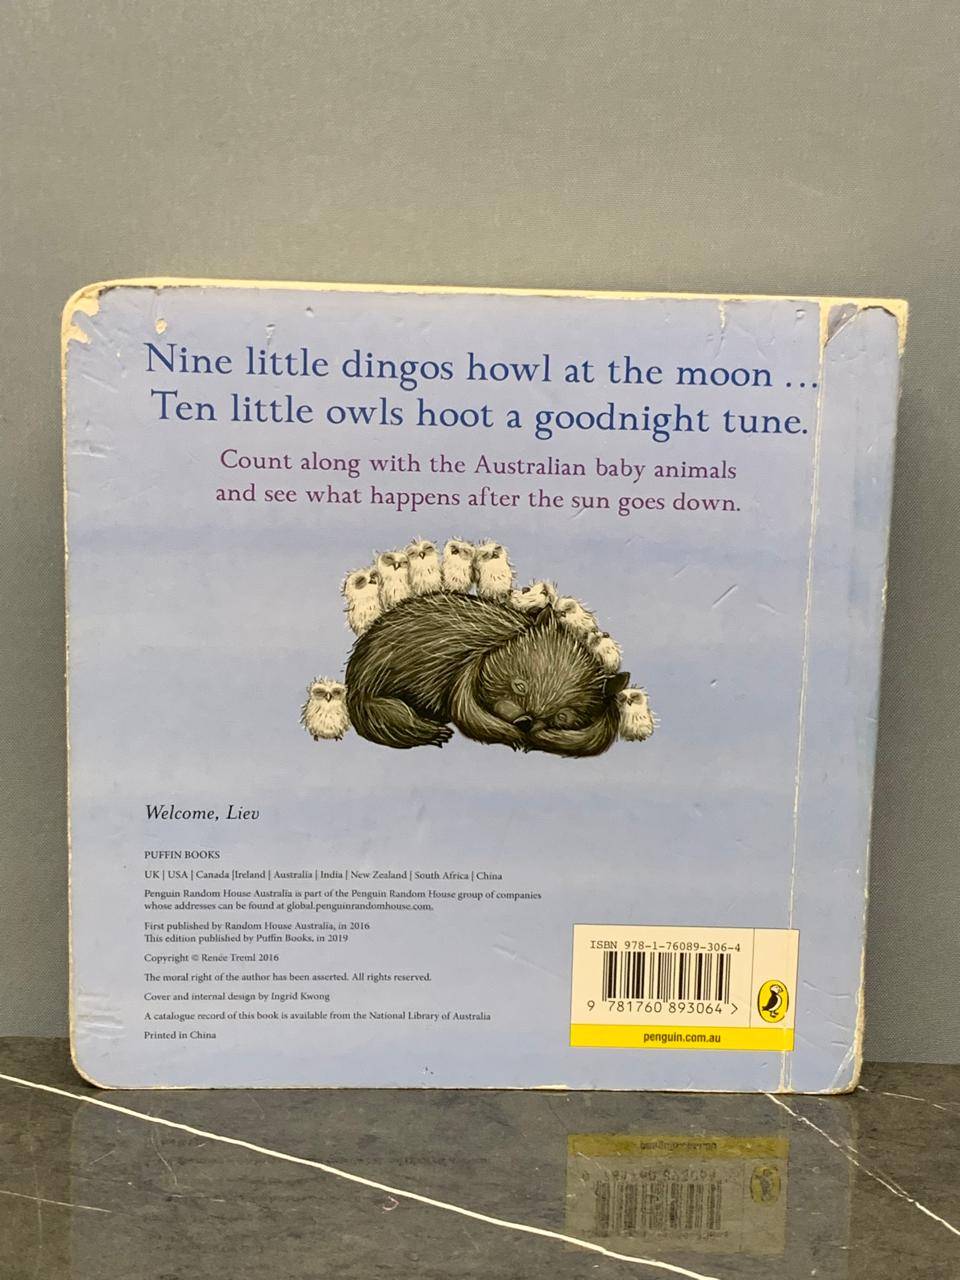 Nine little dingos howl at the moon ...
Ten little owls hoot a goodnight tune.
Count along with the Australian baby animals
and see what happens after the sun goes down.
Welcome, Liev
PUFFIN BOOKS
UK | USA | Canada |Ireland | Australia | India | New Zealand | South Africa | China
Penguin Random House Australia is part of the Penguin Random House group of companies
whose addresses can be found at global.penguinrandomhouse.com.
First published by Random House Australia, in 2016
This edition published by Puffin Books, in 2019
Copyright © Renée Treml 2016
The moral right of the author has been asserted. All rights reserved.
Cover and internal design by Ingrid Kwong
A catalogue record of this book is available from the National Library of Australia
Printed in China
ISBN 978-1-76089-306-4
9 781760 893064 >
penguin.com.au